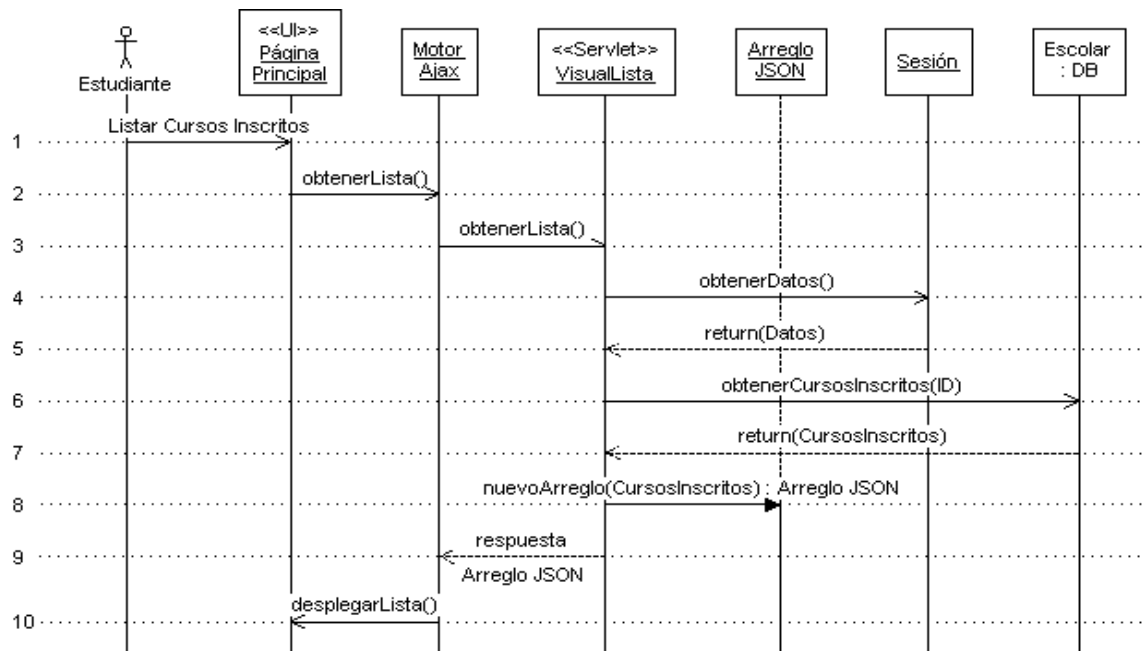 Estudiante
<<UI>>
Página
Principal
Motor
Ajax
<<Servlet>>
VisualLista
Arreglo
JSON
Sesión
Escolar
: DB
Listar Cursos Inscritos
1
obtenerLista()
2
obtenerLista()
3
obtenerDatos()
4
return(Datos)
5
obtenerCursosInscritos(ID)
6
return(CursosInscritos)
7
nuevoArreglo(CursosInscritos) : Arreglo JSON
8
respuesta
9
Arreglo JSON
desplegarLista()
10